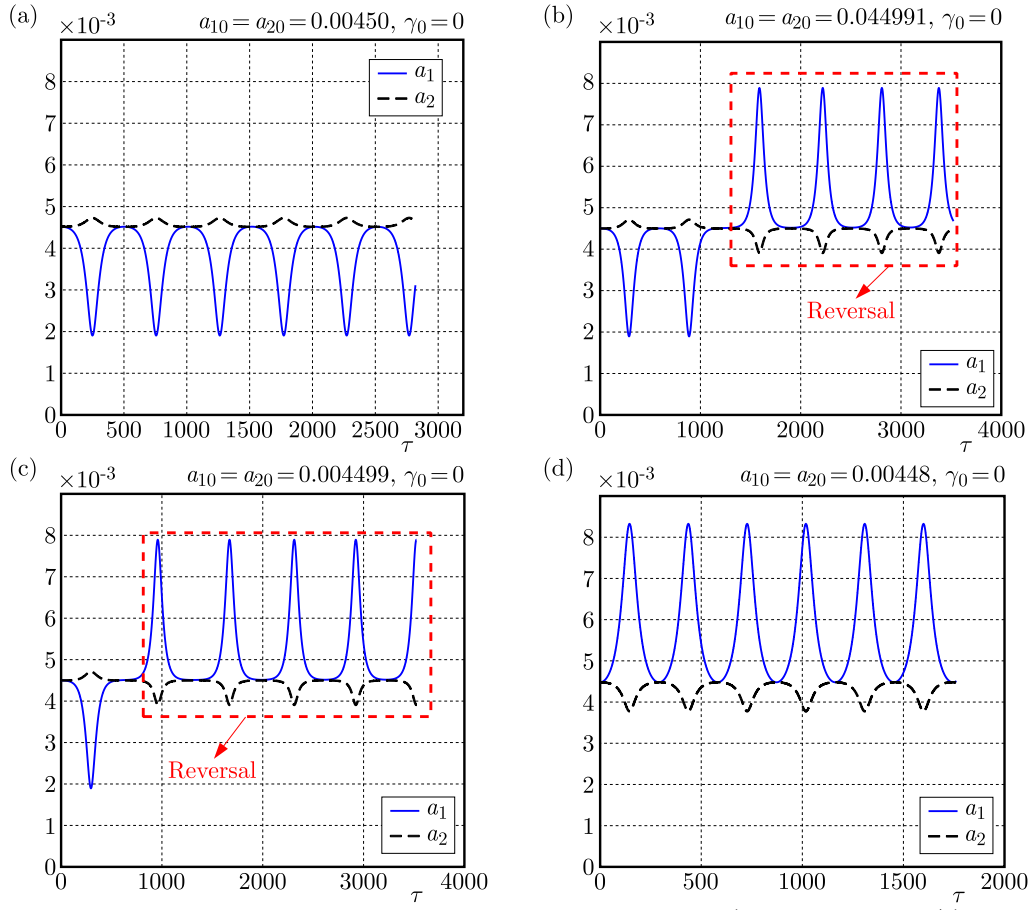 (a)
×10⁻³
a₁₀ = a₂₀ = 0.00450, γ₀ = 0
8
7
6
5
4
3
2
1
0
a₁
a₂
0 500 1000 1500 2000 2500 3000
τ
(b)
×10⁻³
a₁₀ = a₂₀ = 0.044991, γ₀ = 0
8
7
6
5
4
3
2
1
0
Reversal
a₁
a₂
0 1000 2000 3000 4000
τ
(c)
×10⁻³
a₁₀ = a₂₀ = 0.004499, γ₀ = 0
8
7
6
5
4
3
2
1
0
Reversal
a₁
a₂
0 1000 2000 3000 4000
τ
(d)
×10⁻³
a₁₀ = a₂₀ = 0.00448, γ₀ = 0
8
7
6
5
4
3
2
1
0
a₁
a₂
0 500 1000 1500 2000
τ